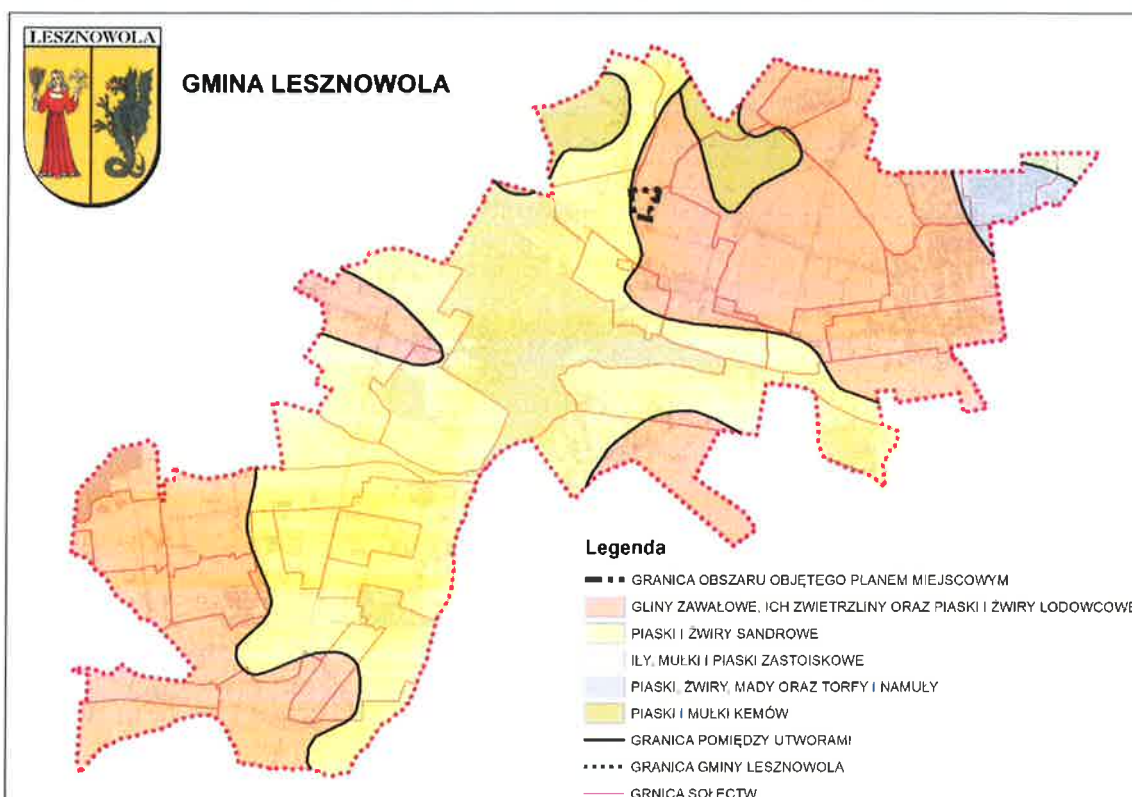 LESZNOWOLA
GMINA LESZNOWOLA
Legenda
GRANICA OBSZARU OBJĘTEGO PLANEM MIEJSCOWYM
GLINY ZAWAŁOWE, ICH ZWIETRZLINY ORAZ PIASKI I ŻWIRY LODOWCOWE
PIASKI I ŻWIRY SANDROWE
IŁY, MUŁKI I PIASKI ZASTOISKOWE
PIASKI, ŻWIRY, MADY ORAZ TORFY I NAMUŁY
PIASKI I MUŁKI KEMÓW
GRANICA POMIĘDZY UTWORAMI
GRANICA GMINY LESZNOWOLA
GRNICA SOŁECTW